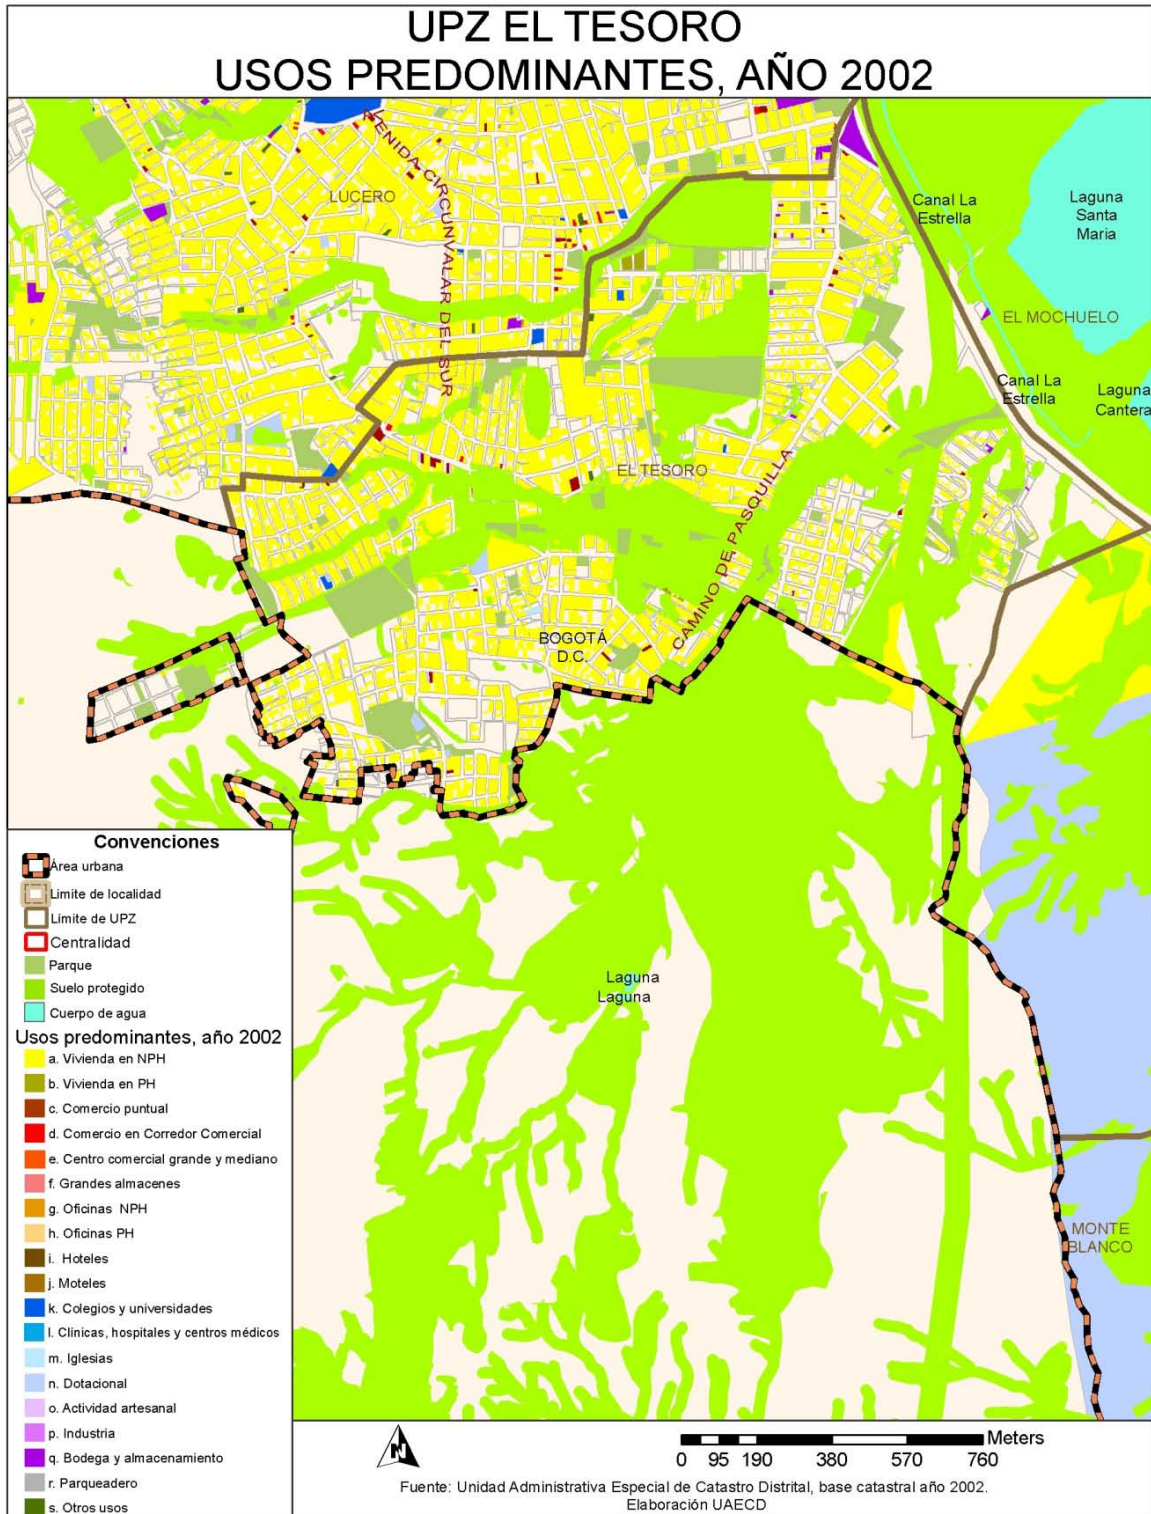 UPZ EL TESORO
USOS PREDOMINANTES, AÑO 2002
AVENIDA CIRCUNVALAR DEL SUR
LUCERO
Canal La
Estrella
Laguna
Santa
Maria
EL MOCHUELO
Canal La
Estrella
Laguna
Cantera
EL TESORO
CAMINO DE PASQUILLA
BOGOTÁ
D.C.
Laguna
Laguna
MONTE
BLANCO
Convenciones
Área urbana
Limite de localidad
Límite de UPZ
Centralidad
Parque
Suelo protegido
Cuerpo de agua
Usos predominantes, año 2002
a. Vivienda en NPH
b. Vivienda en PH
c. Comercio puntual
d. Comercio en Corredor Comercial
e. Centro comercial grande y mediano
f. Grandes almacenes
g. Oficinas NPH
h. Oficinas PH
i. Hoteles
j. Moteles
k. Colegios y universidades
l. Clínicas, hospitales y centros médicos
m. Iglesias
n. Dotacional
o. Actividad artesanal
p. Industria
q. Bodega y almacenamiento
r. Parqueadero
s. Otros usos
N
Meters
0 95 190 380 570 760
Fuente: Unidad Administrativa Especial de Catastro Distrital, base catastral año 2002.
Elaboración UAECD